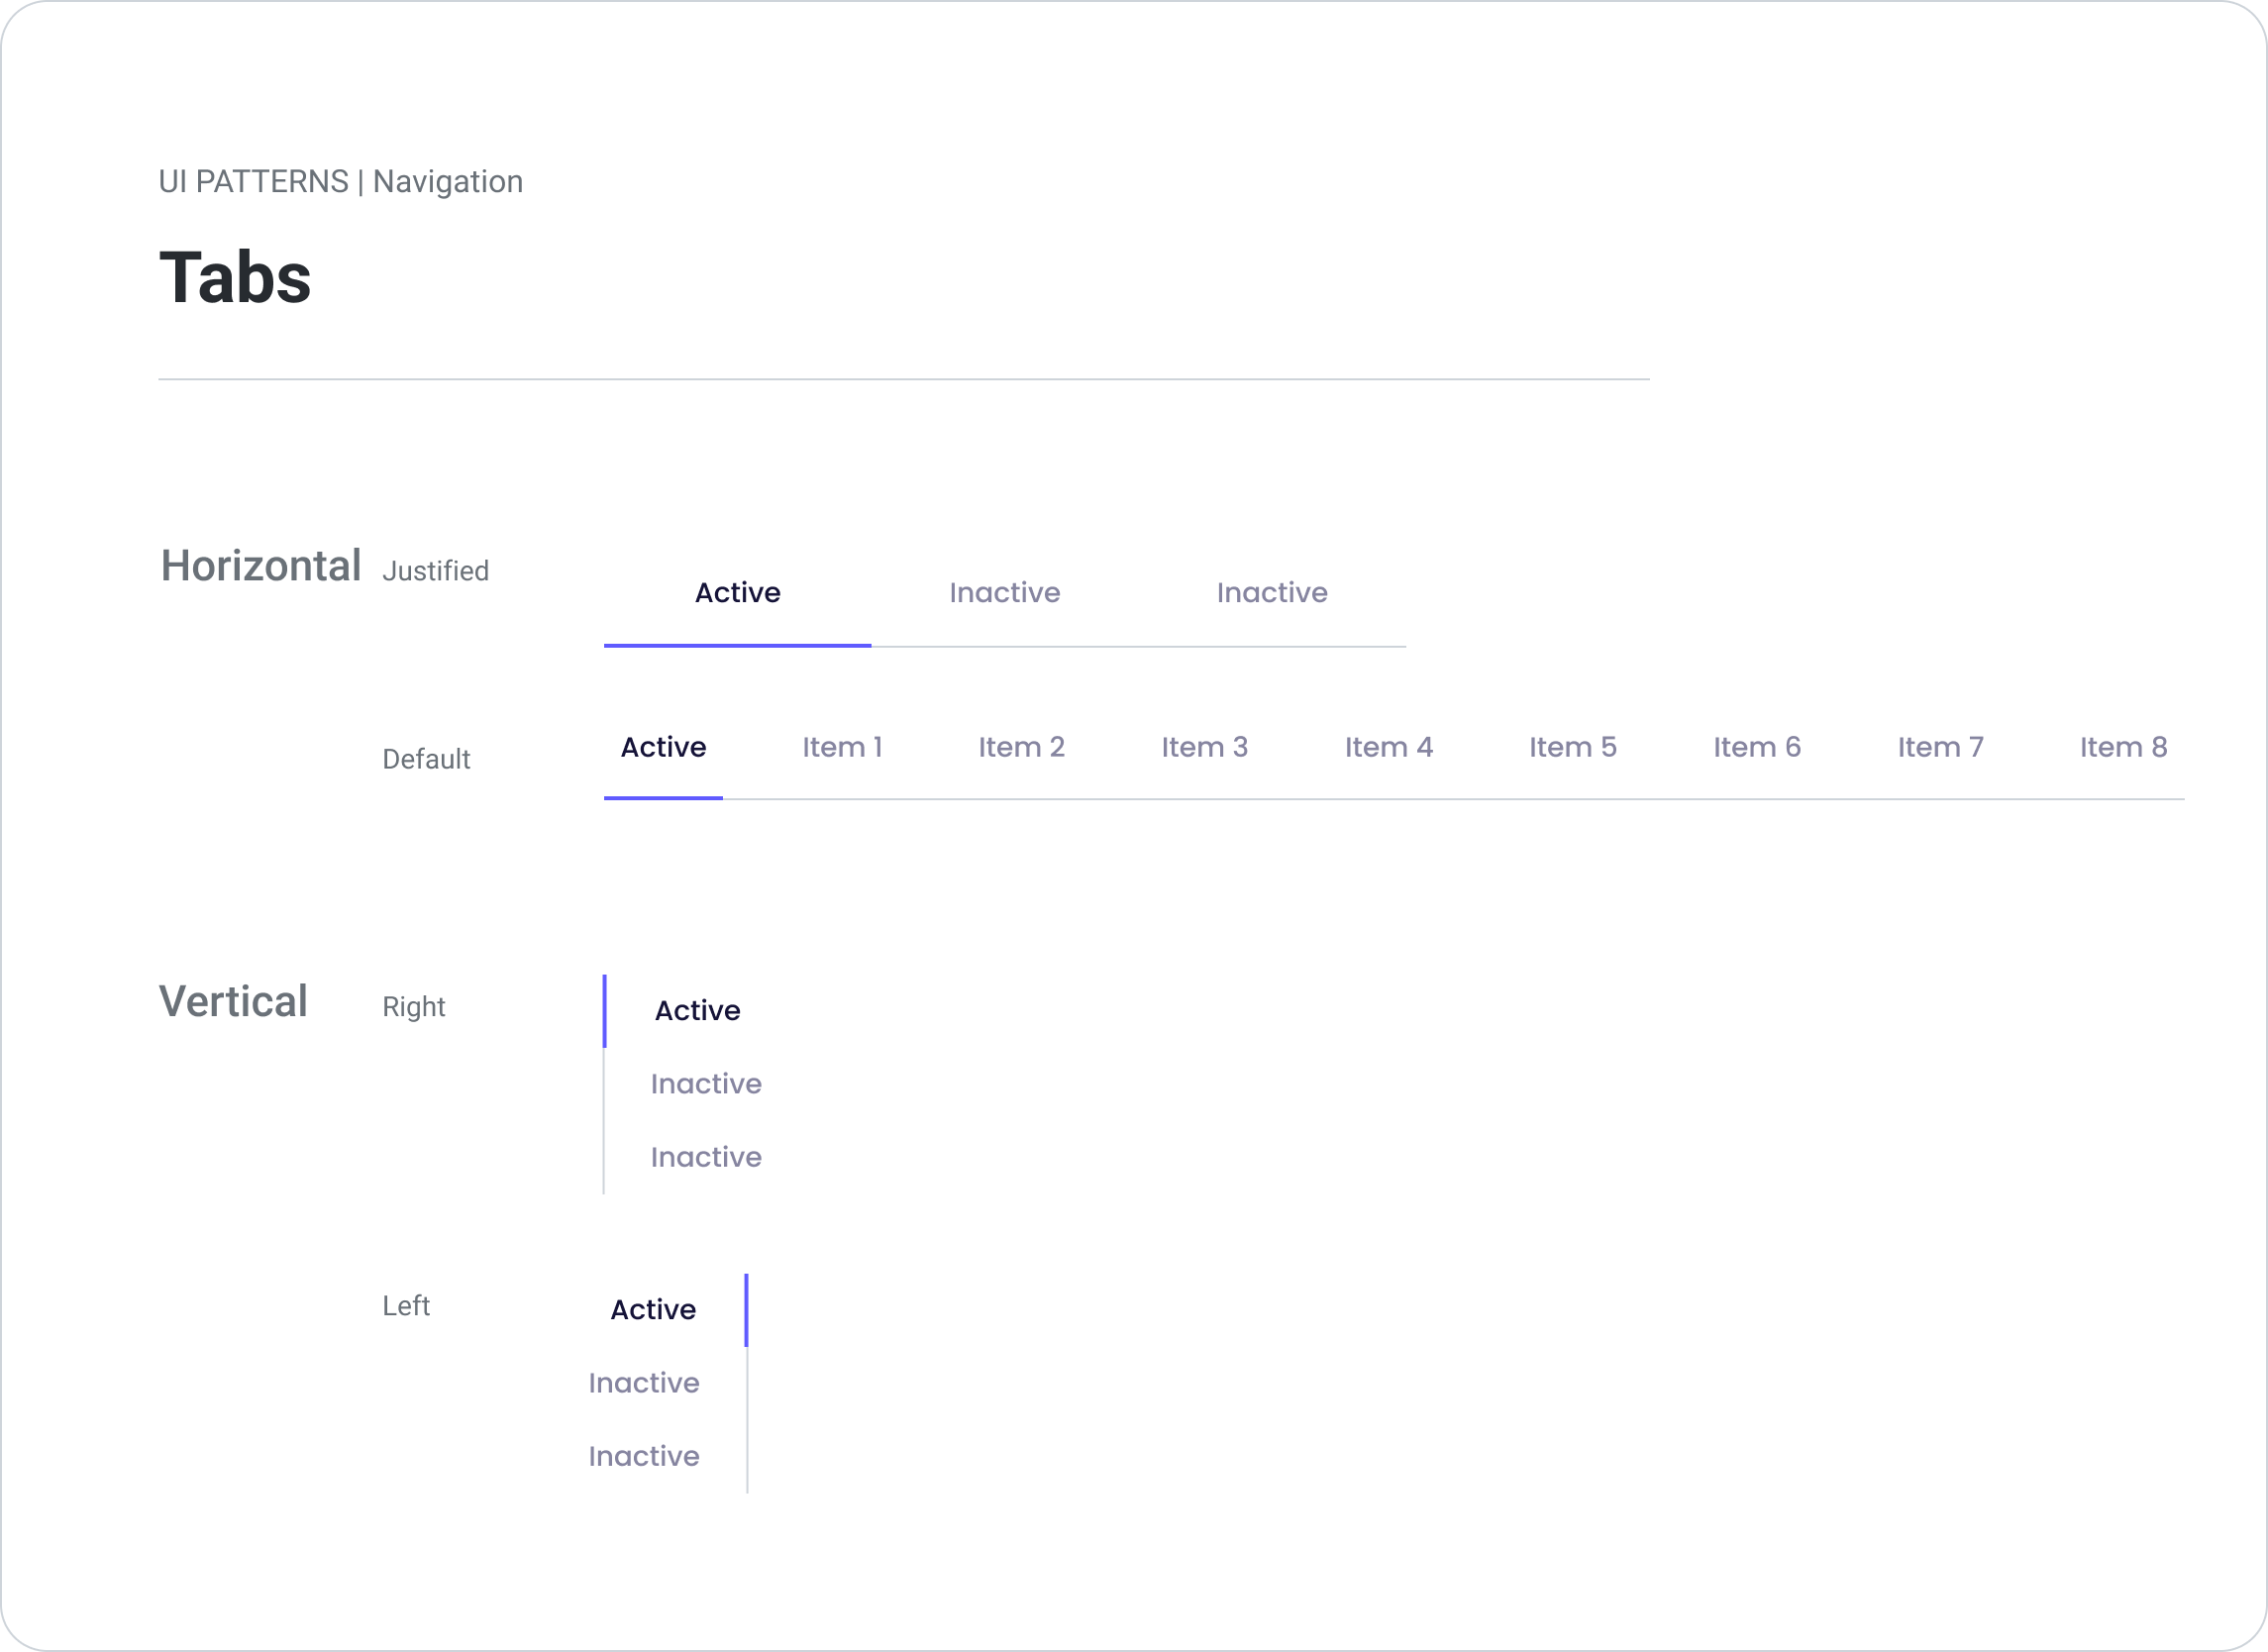 UI PATTERNS | Navigation
Tabs
Horizontal Justified
Active Inactive Inactive
Default
Active Item 1 Item 2 Item 3 Item 4 Item 5 Item 6 Item 7 Item 8
Vertical Right
Active
Inactive
Inactive
Left
Active
Inactive
Inactive